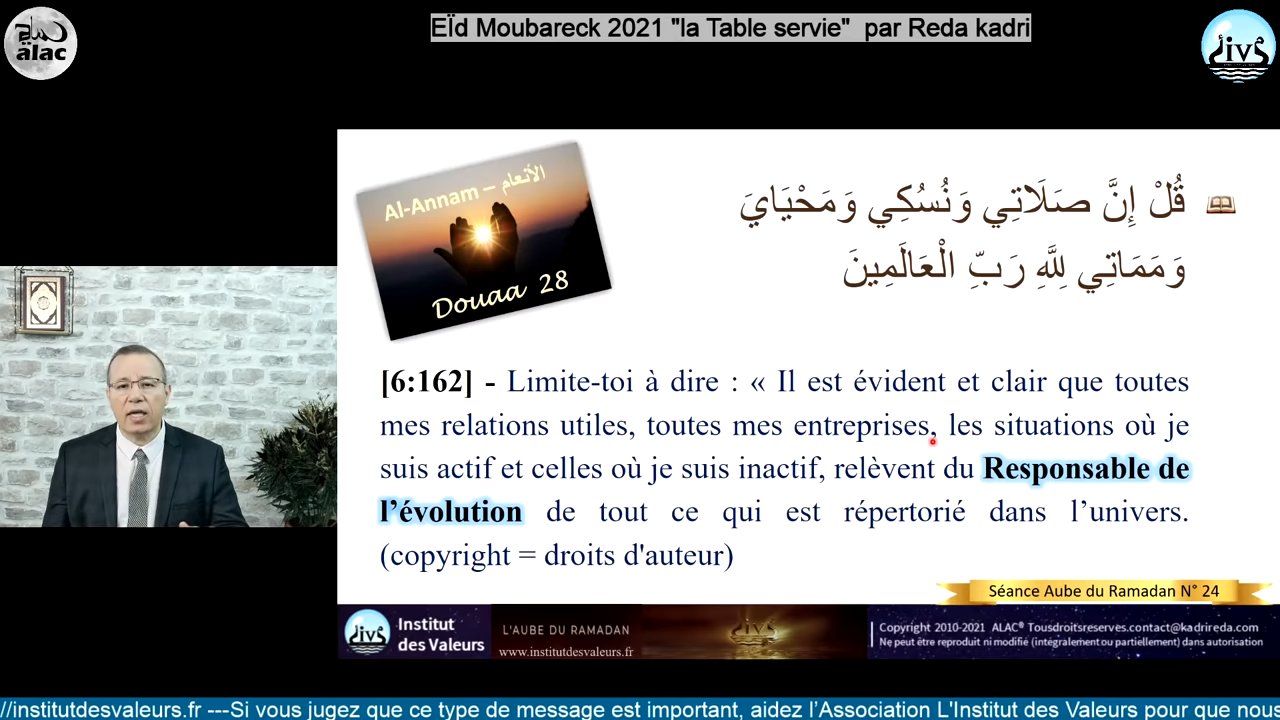 EÏd Moubareck 2021 "la Table servie" par Reda kadri
älac
ivs
الأنعام – Al-Annam
Douaa 28
قُلْ إِنَّ صَلَاتِي وَنُسُكِي وَمَحْيَايَ
وَمَمَاتِي لِلَّهِ رَبِّ الْعَالَمِينَ
[6:162] - Limite-toi à dire : « Il est évident et clair que toutes
mes relations utiles, toutes mes entreprises, les situations où je
suis actif et celles où je suis inactif, relèvent du Responsable de
l’évolution de tout ce qui est répertorié dans l’univers.
(copyright = droits d'auteur)
Séance Aube du Ramadan N° 24
Institut
des Valeurs
L'AUBE DU RAMADAN
www.institutdesvaleurs.fr
Copyright 2010-2021 ALAC® Tousdroitsreserves.contact@kadrireda.com
Ne peut être reproduit ni modifié (intégralement ou partiellement) dans autorisation
//institutdesvaleurs.fr ---Si vous jugez que ce type de message est important, aidez l’Association L'Institut des Valeurs pour que nous